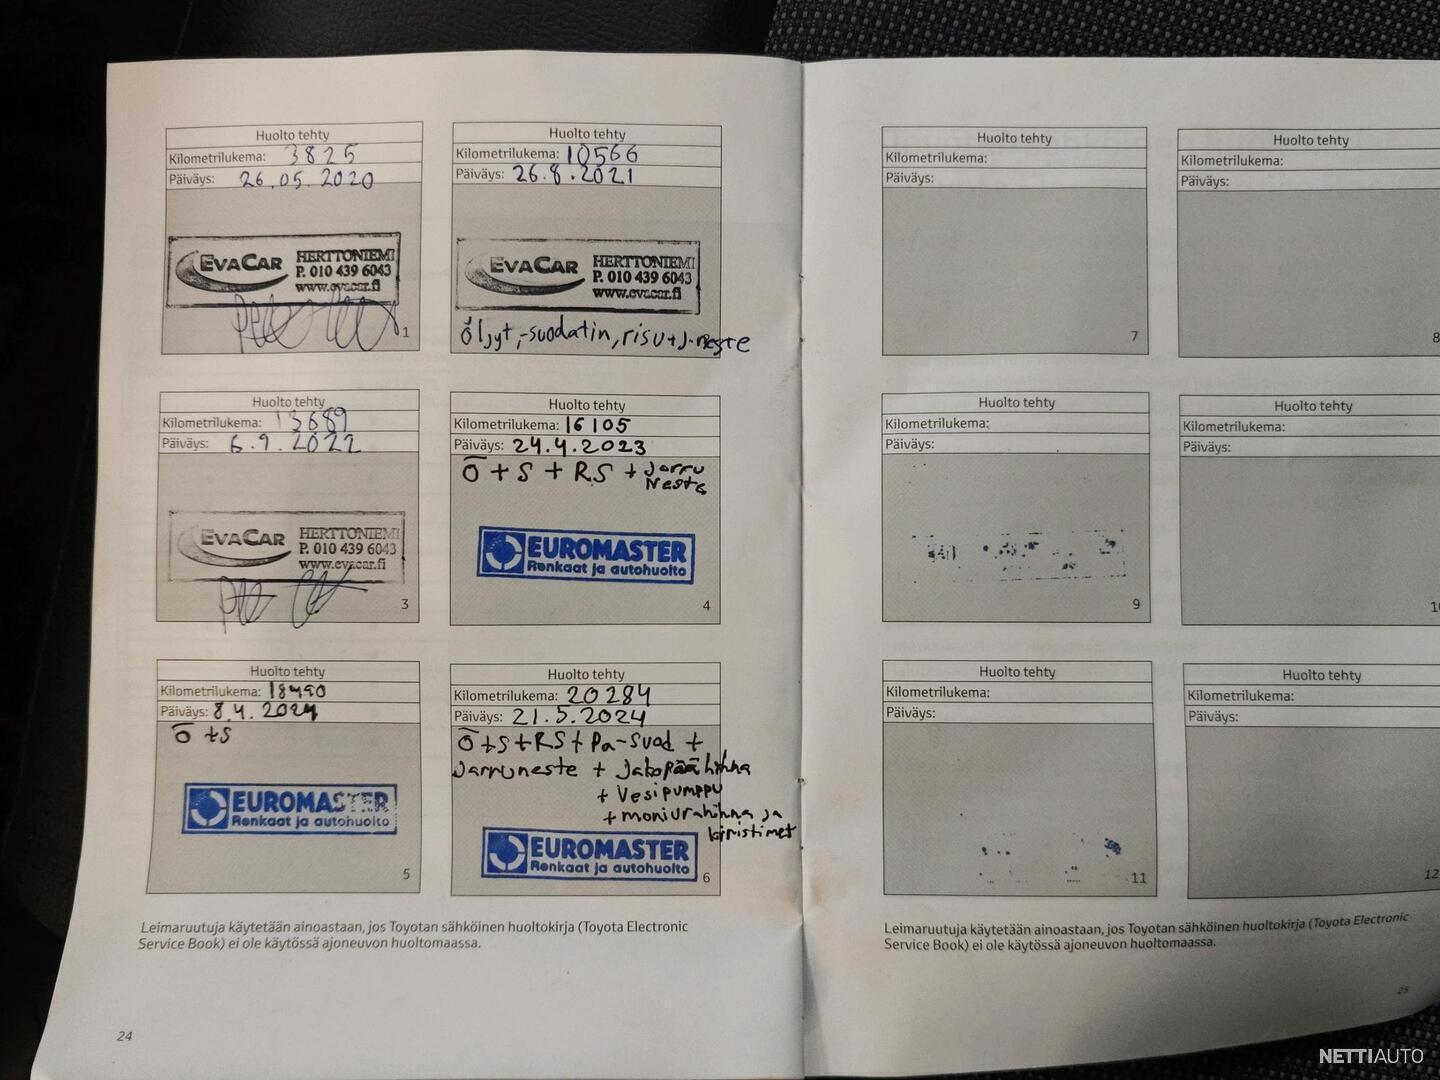 Huolto tehty
Kilometrilukema: 3825
Päiväys: 26.05.2020
EVACAR HERTTONIEMI
P. 010 439 6043
www.evacar.fi
1
Huolto tehty
Kilometrilukema: 10566
Päiväys: 26.8.2021
EVACAR HERTTONIEMI
P. 010 439 6043
www.evacar.fi
öljyt,-suodatin, risu+J-neste
Huolto tehty
Kilometrilukema: 13689
Päiväys: 6.9.2022
EVACAR HERTTONIEMI
P. 010 439 6043
www.evacar.fi
3
Huolto tehty
Kilometrilukema: 16105
Päiväys: 24.4.2023
Ö + S + RS + Jarru
Neste
EUROMASTER
Renkaat ja autohuolto
4
Huolto tehty
Kilometrilukema: 18490
Päiväys: 8.4.2024
Ö +S
EUROMASTER
Renkaat ja autohuolto
5
Huolto tehty
Kilometrilukema: 20284
Päiväys: 21.5.2024
Ö+S+RS+Pa-Suod +
Jarruneste + Jakopäähihna
+ Vesipumppu
+ moniurahihna ja
kiristimet
EUROMASTER
Renkaat ja autohuolto
6
Leimaruutuja käytetään ainoastaan, jos Toyotan sähköinen huoltokirja (Toyota Electronic
Service Book) ei ole käytössä ajoneuvon huoltomaassa.
24
Huolto tehty
Kilometrilukema:
Päiväys:
7
Huolto tehty
Kilometrilukema:
Päiväys:
8
Huolto tehty
Kilometrilukema:
Päiväys:
9
Huolto tehty
Kilometrilukema:
Päiväys:
10
Huolto tehty
Kilometrilukema:
Päiväys:
11
Huolto tehty
Kilometrilukema:
Päiväys:
12
Leimaruutuja käytetään ainoastaan, jos Toyotan sähköinen huoltokirja (Toyota Electronic
Service Book) ei ole käytössä ajoneuvon huoltomaassa.
25
NETTIAUTO